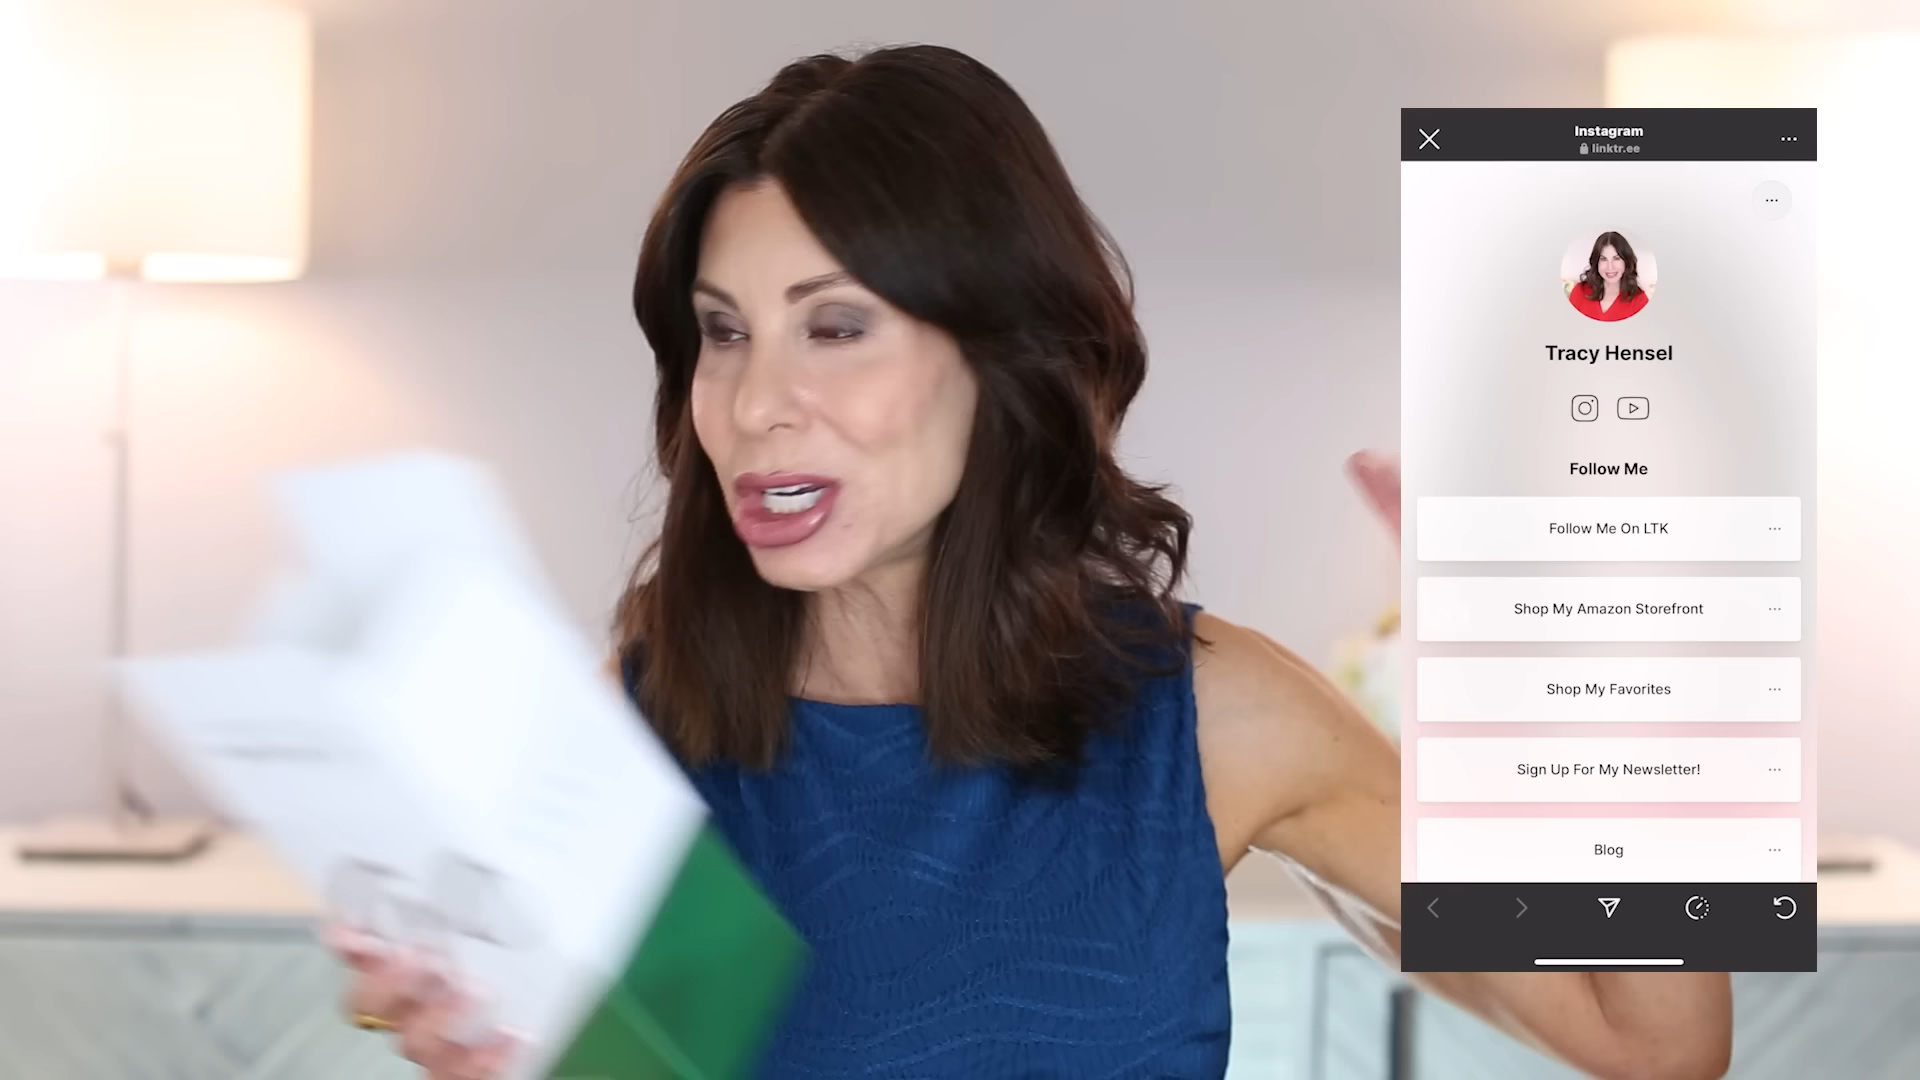 Instagram
linktr.ee
Tracy Hensel
Follow Me
Follow Me On LTK
Shop My Amazon Storefront
Shop My Favorites
Sign Up For My Newsletter!
Blog